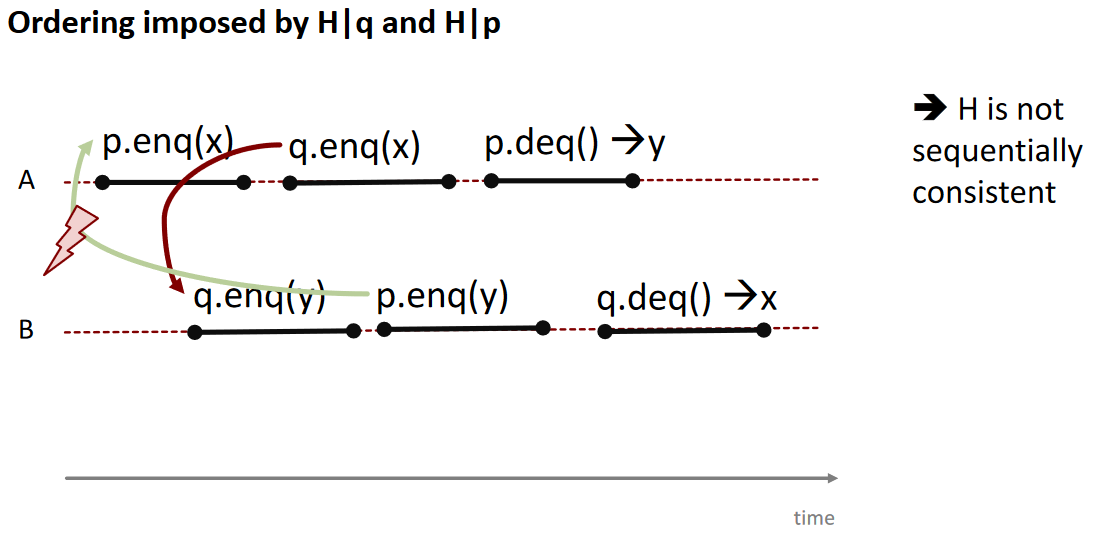 Ordering imposed by H|q and H|p
p.enq(x)
q.enq(x)
p.deq() →y
➔ H is not
sequentially
consistent
A
q.enq(y)
p.enq(y)
q.deq() →x
B
time